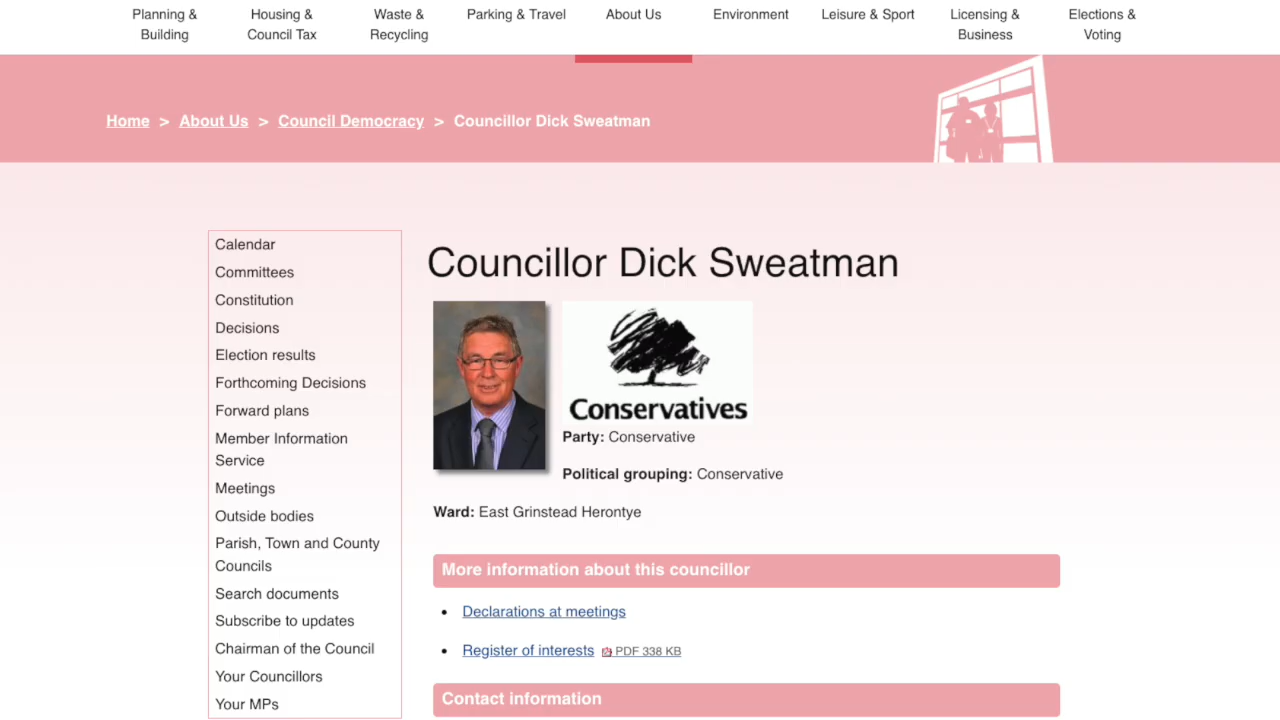 Planning &
Building
Housing &
Council Tax
Waste &
Recycling
Parking & Travel
About Us
Environment
Leisure & Sport
Licensing &
Business
Elections &
Voting
Home > About Us > Council Democracy > Councillor Dick Sweatman
Calendar
Committees
Constitution
Decisions
Election results
Forthcoming Decisions
Forward plans
Member Information
Service
Meetings
Outside bodies
Parish, Town and County
Councils
Search documents
Subscribe to updates
Chairman of the Council
Your Councillors
Your MPs
Councillor Dick Sweatman
Conservatives
Party: Conservative
Political grouping: Conservative
Ward: East Grinstead Herontye
More information about this councillor
• Declarations at meetings
• Register of interests PDF 338 KB
Contact information